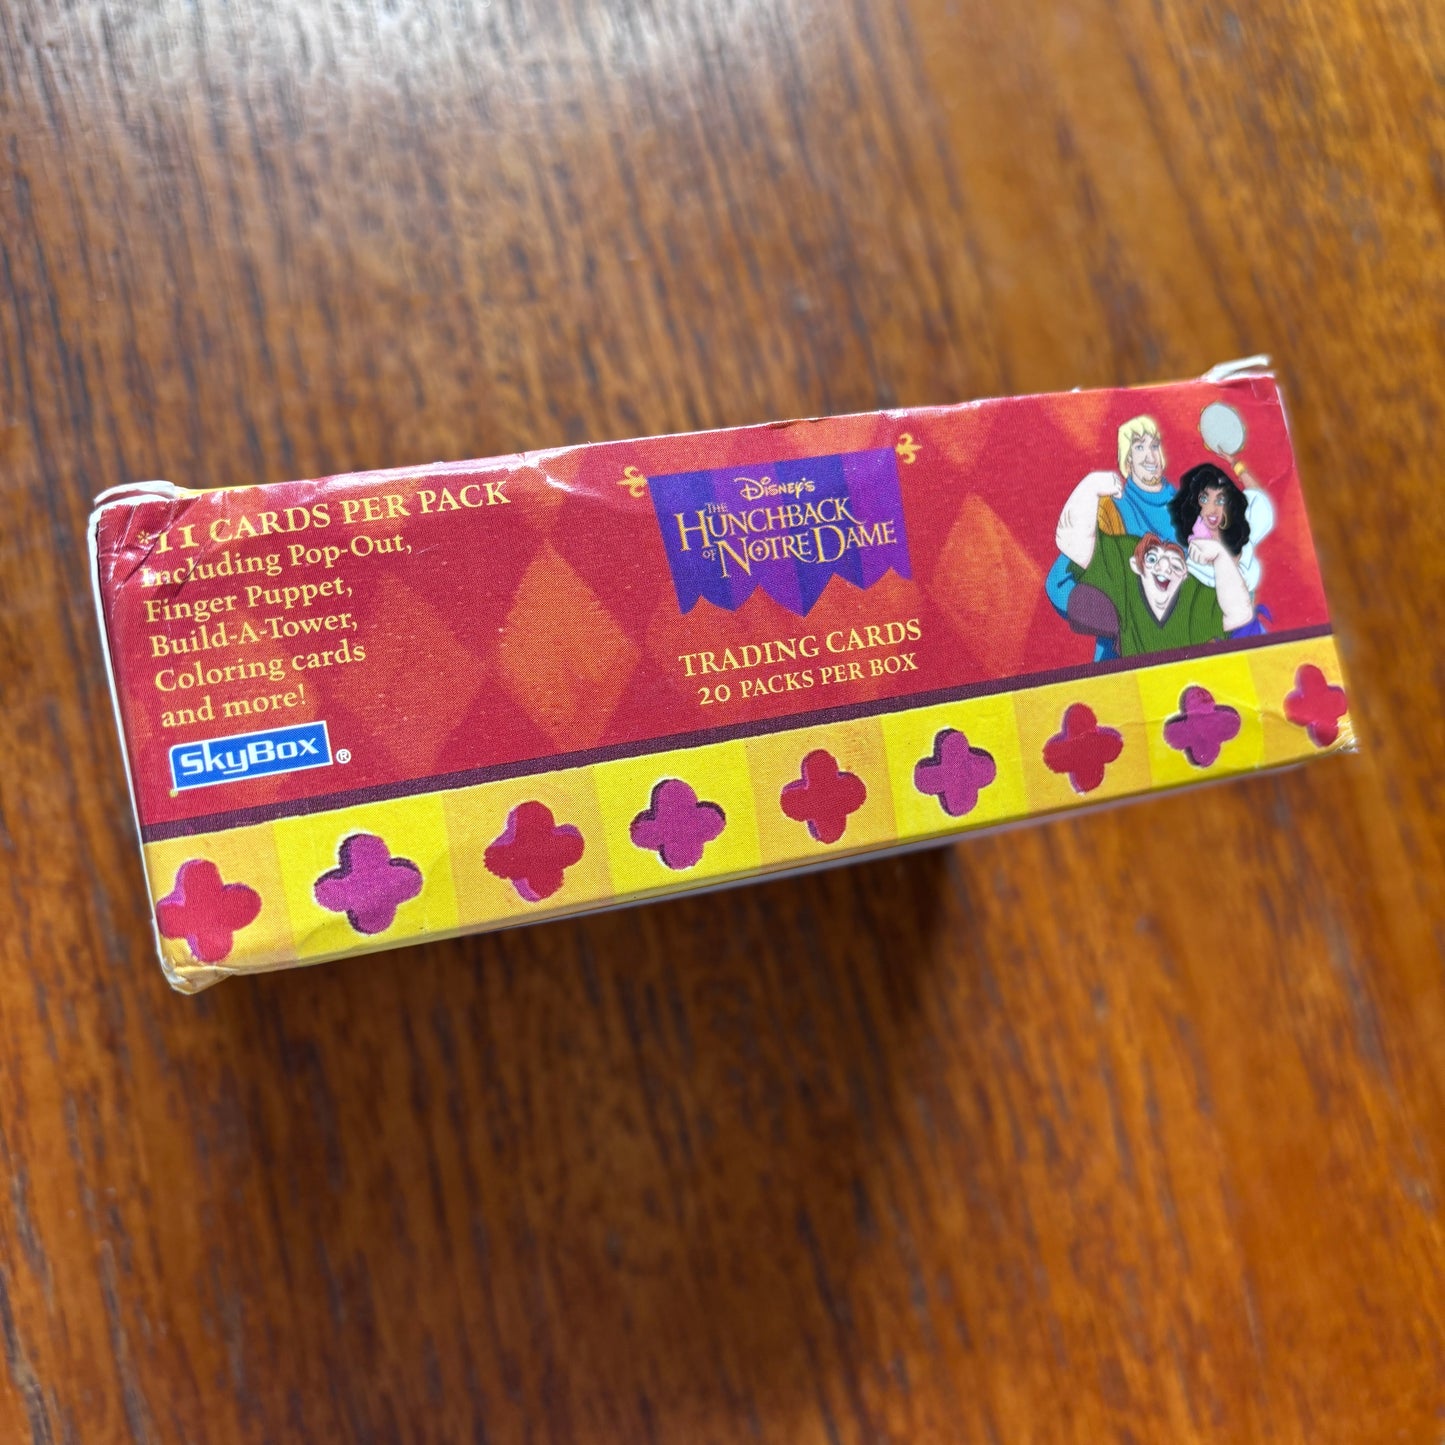 *11 CARDS PER PACK
Including Pop-Out,
Finger Puppet,
Build-A-Tower,
Coloring cards
and more!
SkyBox®
Disney's
THE
HUNCHBACK
OF NOTRE DAME
TRADING CARDS
20 PACKS PER BOX